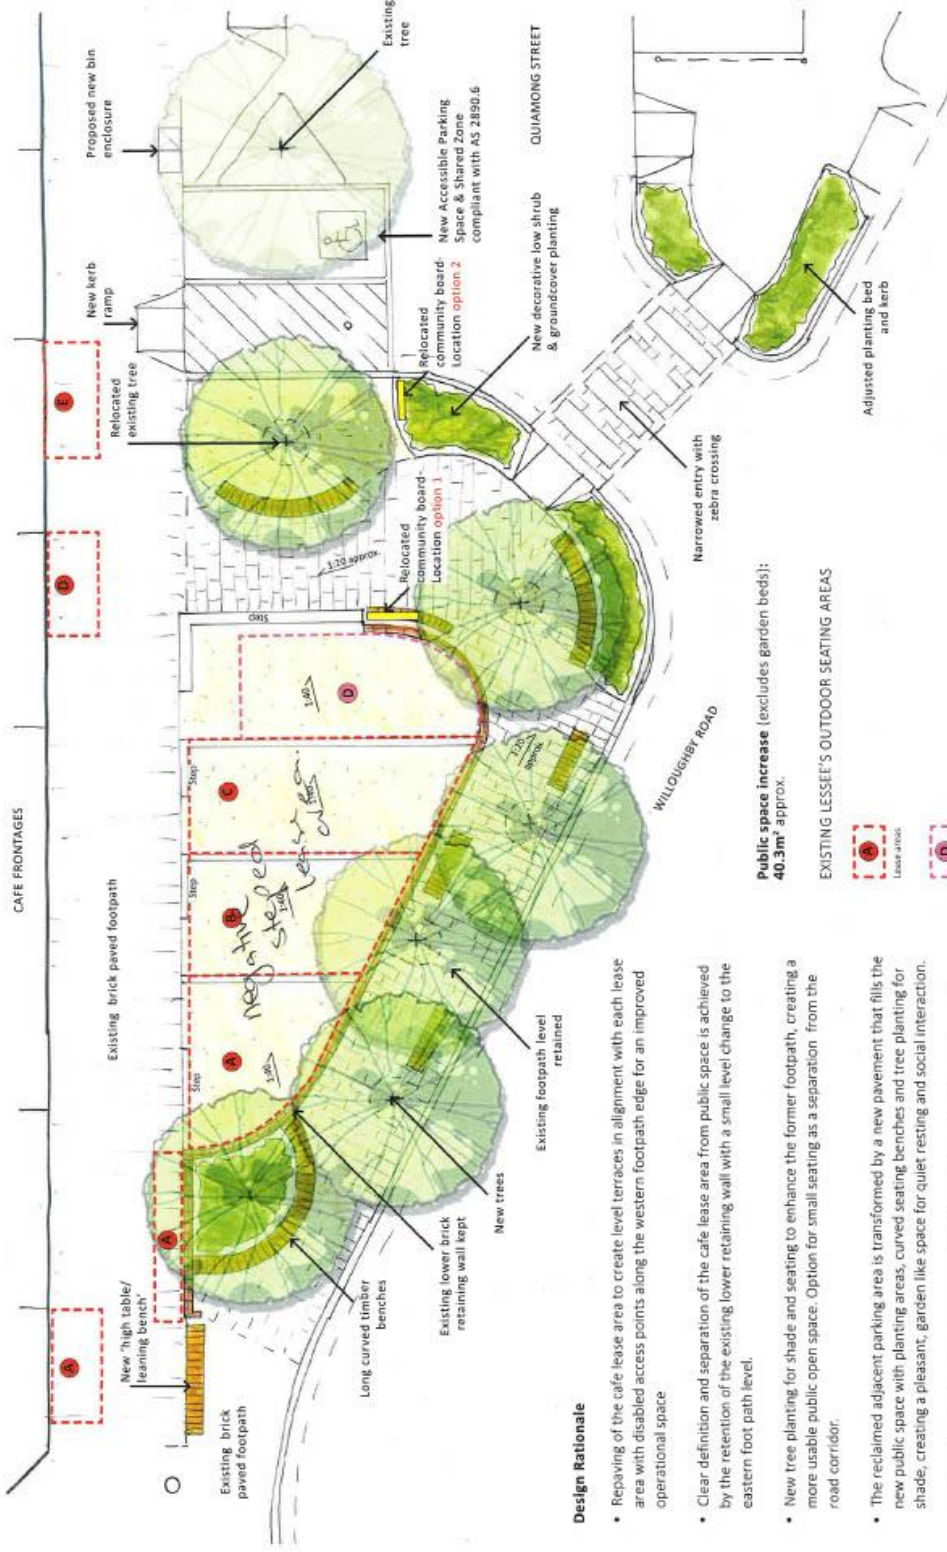 CAFE FRONTAGES
Existing brick paved footpath
New 'high table/
leaning bench'
Existing brick
paved footpath
Relocated
existing tree
New kerb
ramp
Proposed new bin
enclosure
Existing
tree
New Accessible Parking
Space & Shared Zone
compliant with AS 2890.6
Relocated
community board-
Location option 2
New decorative low shrub
& groundcover planting
QUIAMONG STREET
Relocated
community board-
Location option 1
Narrowed entry with
zebra crossing
Adjusted planting bed
and kerb
WILLOUGHBY ROAD
Existing footpath level
retained
New trees
Existing lower brick
retaining wall kept
Long curved timber
benches
A
A
A
B
C
D
D
E
Step
Step
Step
Step
1:40
1:40
1:40
1:20 approx.
1:20
approx
negative
stepped
Design Rationale
• Repaving of the cafe lease area to create level terraces in alignment with each lease
area with disabled access points along the western footpath edge for an improved
operational space
• Clear definition and separation of the cafe lease area from public space is achieved
by the retention of the existing lower retaining wall with a small level change to the
eastern foot path level.
• New tree planting for shade and seating to enhance the former footpath, creating a
more usable public open space. Option for small seating as a separation from the
road corridor.
• The reclaimed adjacent parking area is transformed by a new pavement that fills the
new public space with planting areas, curved seating benches and tree planting for
shade, creating a pleasant, garden like space for quiet resting and social interaction.
Public space increase (excludes garden beds):
40.3m² approx.
EXISTING LESSEE'S OUTDOOR SEATING AREAS
A
Lease areas
D